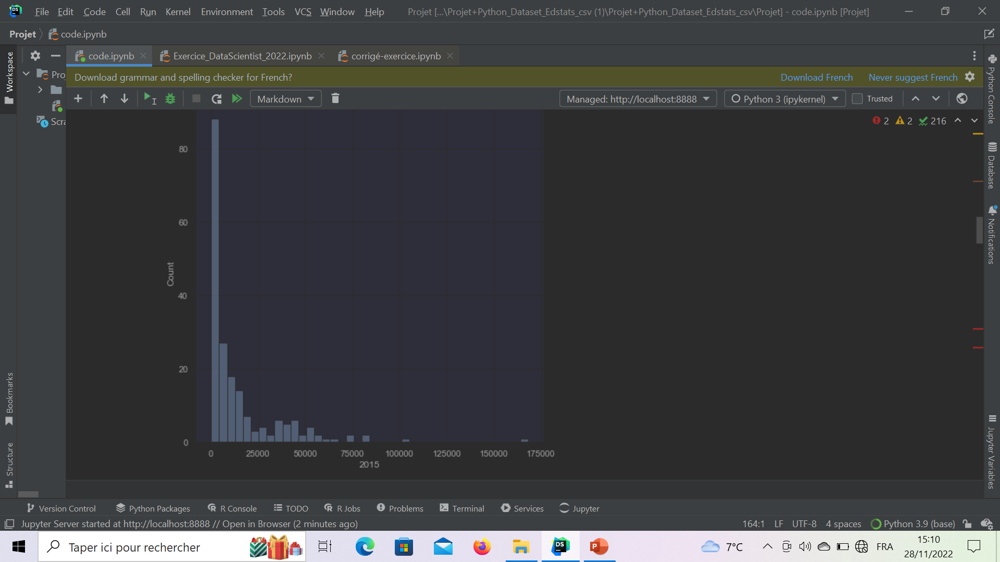 DS File Edit Code Cell Run Kernel Environment Tools VCS Window Help Projet [...\Projet+Python_Dataset_Edstats_csv (1)\Projet+Python_Dataset_Edstats_csv\Projet] - code.ipynb [Projet]
Projet code.ipynb
code.ipynb Exercice_DataScientist_2022.ipynb corrigé-exercice.ipynb
Workspace
Proj
Scra
Download grammar and spelling checker for French? Download French Never suggest French
Markdown Managed: http://localhost:8888 Python 3 (ipykernel) Trusted
2 2 216
80
60
40
20
0
Count
0 25000 50000 75000 100000 125000 150000 175000
2015
Python Console
Database
Notifications
Jupyter Variables
Bookmarks
Structure
Version Control Python Packages R Console TODO R Jobs Problems Terminal Services Jupyter
Jupyter Server started at http://localhost:8888 // Open in Browser (2 minutes ago) 164:1 LF UTF-8 4 spaces Python 3.9 (base)
Taper ici pour rechercher DS P 7°C FRA 15:10
28/11/2022